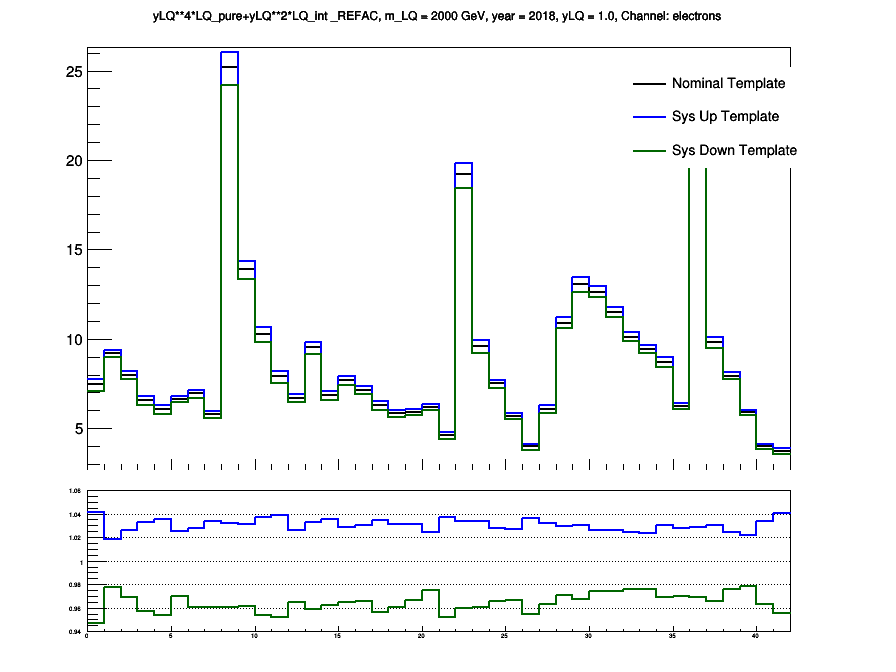 yLQ**4*LQ_pure+yLQ**2*LQ_int _REFAC, m_LQ = 2000 GeV, year = 2018, yLQ = 1.0, Channel: electrons
25
Nominal Template
Sys Up Template
Sys Down Template
20
15
10
5
1.06
1.04
1.02
1
0.98
0.96
0.94
0 5 10 15 20 25 30 35 40